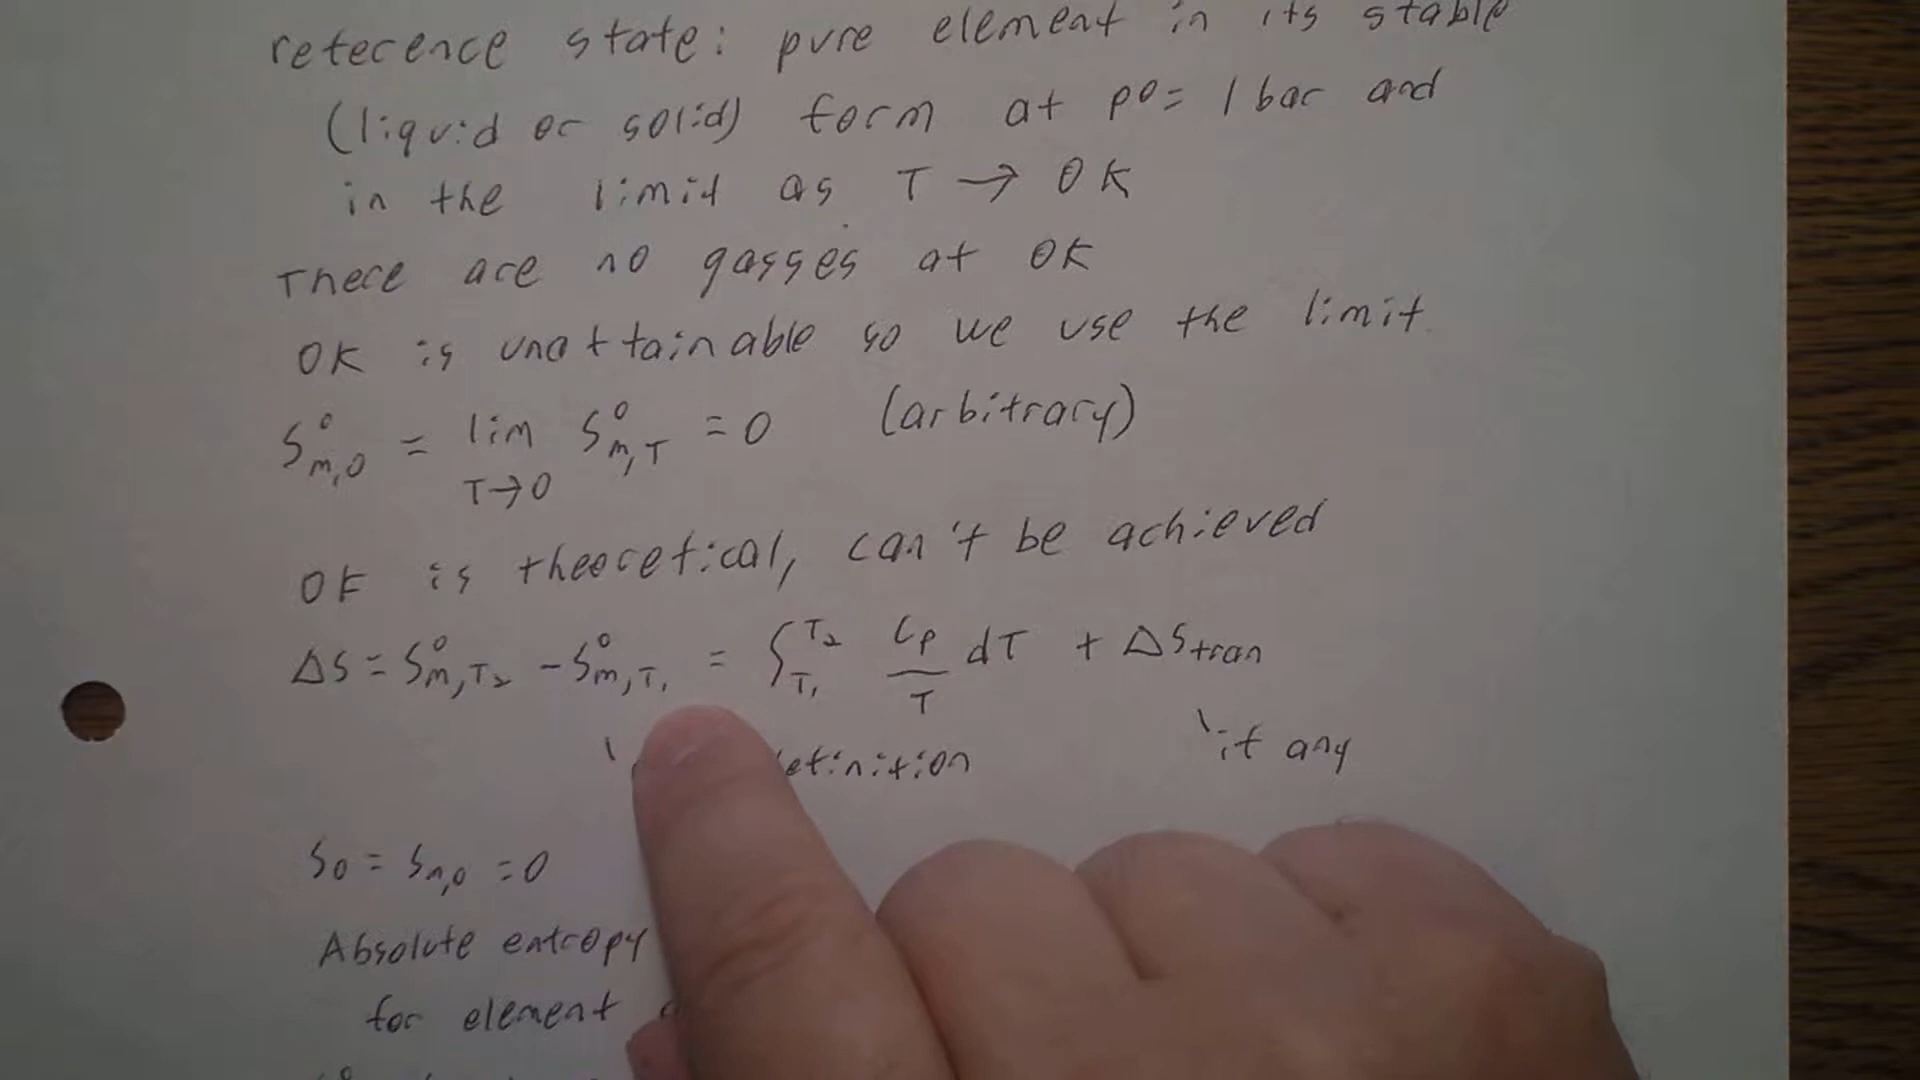 reference state: pure element in its stable
(liquid or solid) form at P° = 1 bar and
in the limit as T → 0 K
There are no gasses at 0K
0K is unattainable so we use the limit
S°m,0 = lim T→0 S°m,T = 0 (arbitrary)
0K is theoretical, can't be achieved
ΔS = S°m,T₂ - S°m,T₁ = ∫T₁^T₂ Cp/T dT + ΔStran
if any
S0 = Sm,0 = 0
Absolute entropy
for element